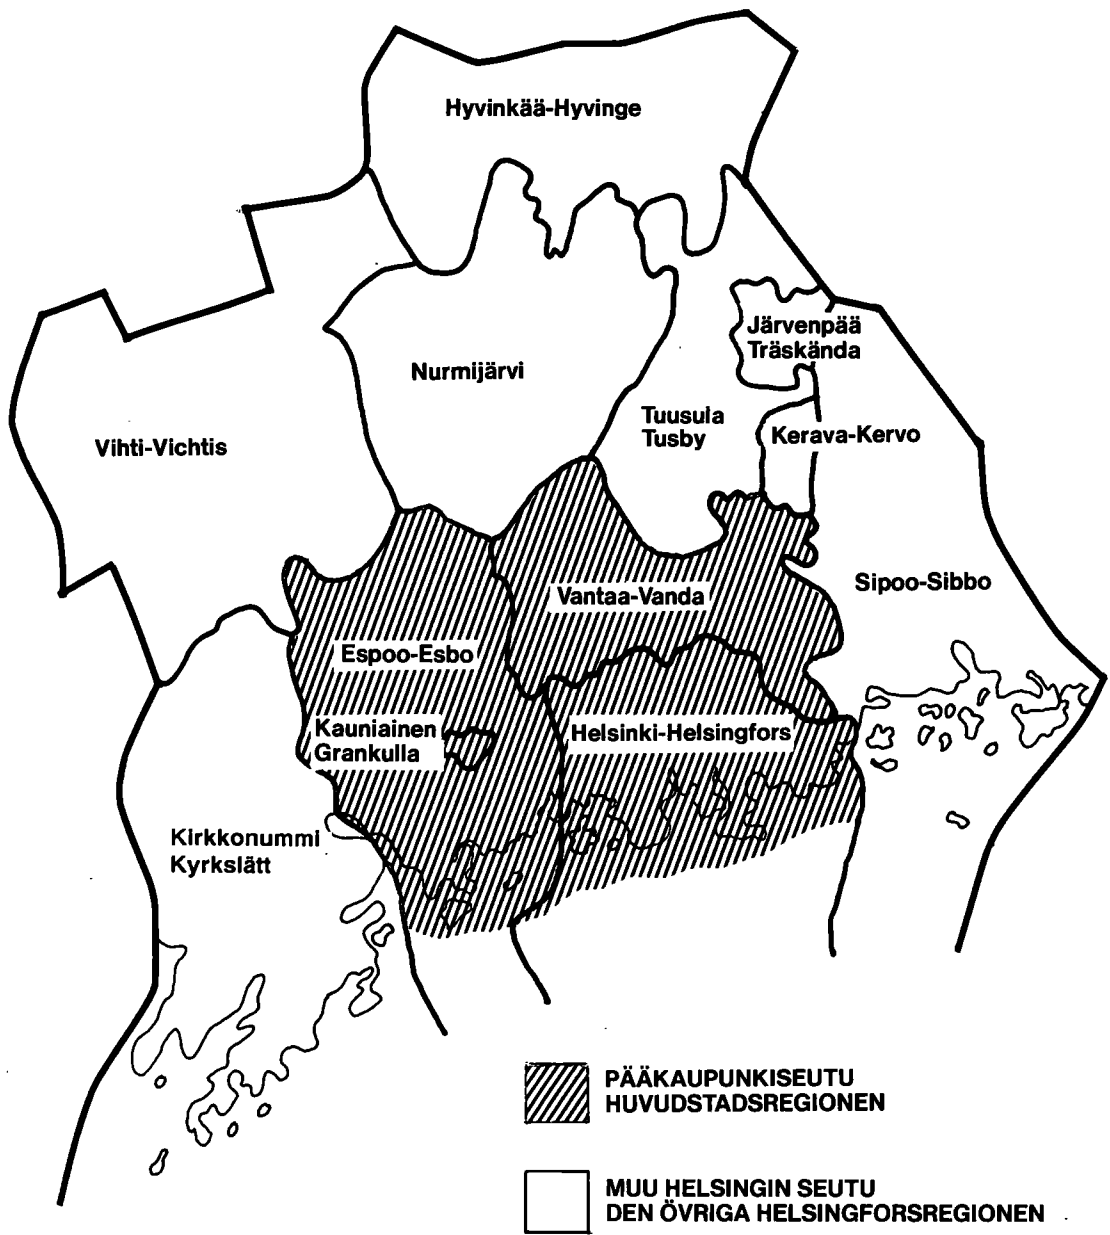 Hyvinkää-Hyvinge
Järvenpää
Träskända
Nurmijärvi
Tuusula
Tusby
Kerava-Kervo
Vihti-Vichtis
Sipoo-Sibbo
Vantaa-Vanda
Espoo-Esbo
Kauniainen
Grankulla
Helsinki-Helsingfors
Kirkkonummi
Kyrkslätt
PÄÄKAUPUNKISEUTU
HUVUDSTADSREGIONEN
MUU HELSINGIN SEUTU
DEN ÖVRIGA HELSINGFORSREGIONEN